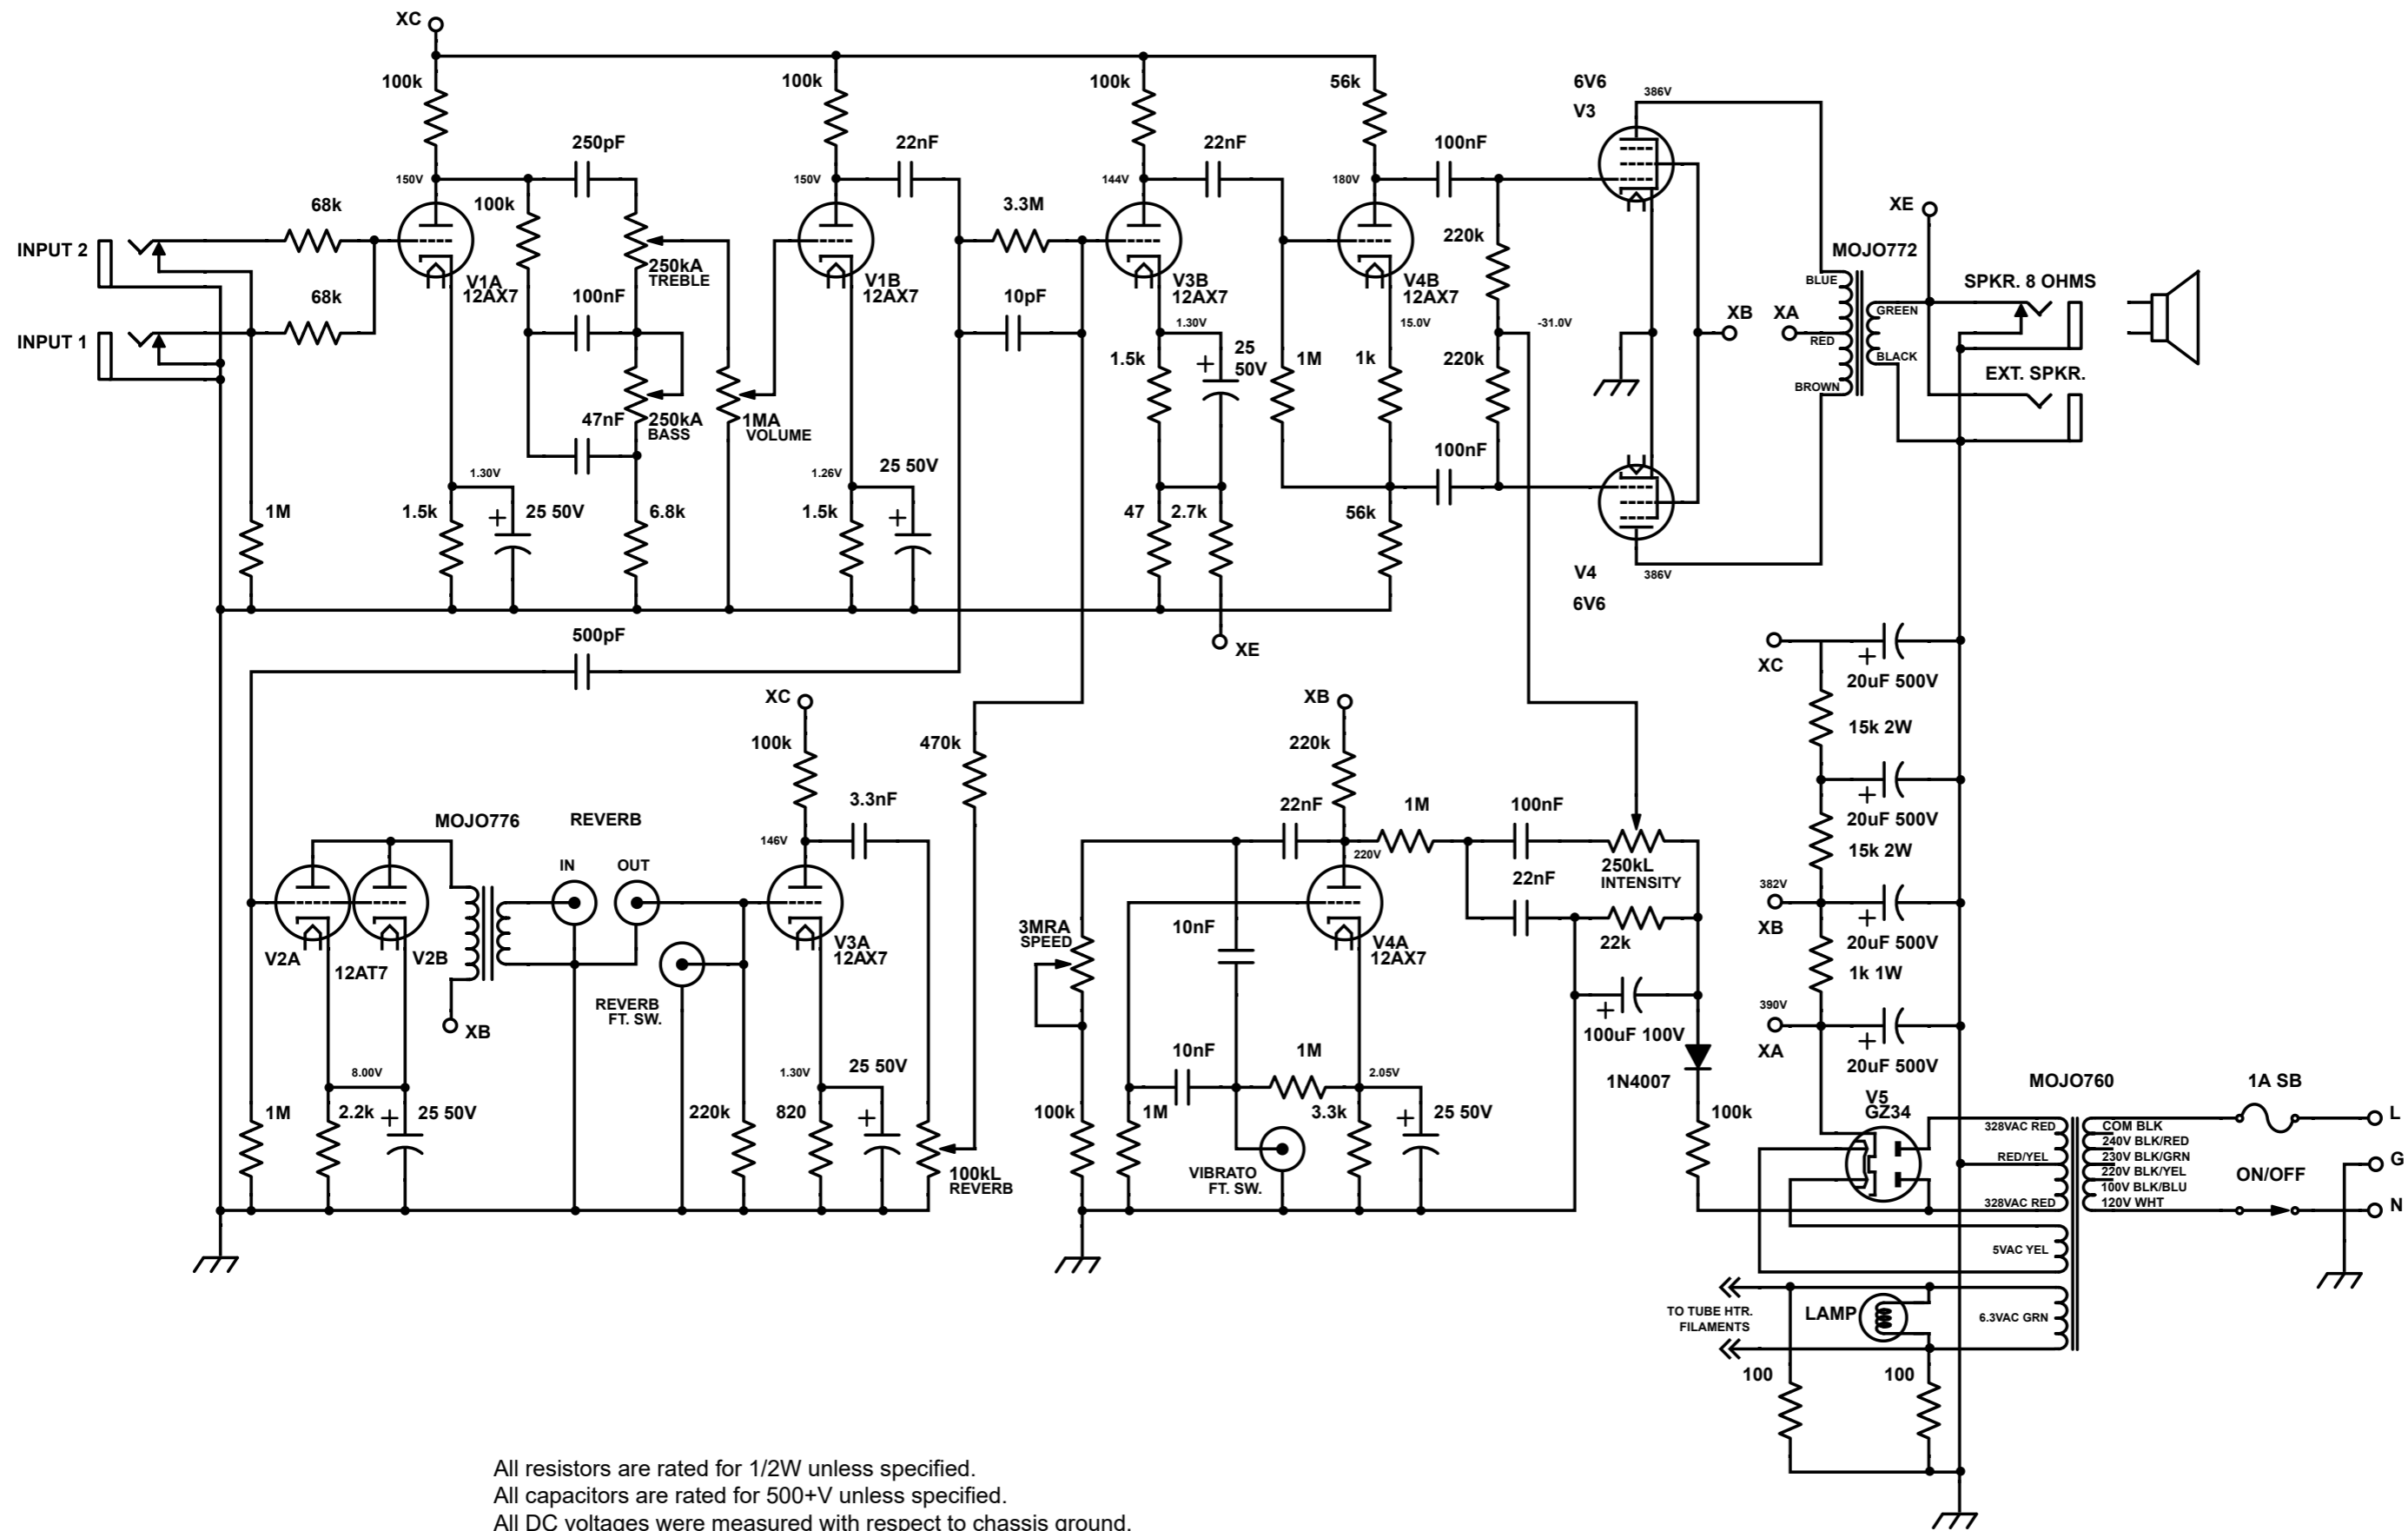 XC
100k
100k
100k
56k
6V6
V3
386V
250pF
22nF
22nF
100nF
150V
150V
144V
180V
100k
68k
3.3M
XE
INPUT 2
220k
MOJO772
250kA
TREBLE
V1A
12AX7
V1B
12AX7
V3B
12AX7
V4B
12AX7
BLUE
SPKR. 8 OHMS
68k
100nF
10pF
XB
XA
GREEN
INPUT 1
1.30V
15.0V
-31.0V
RED
25
50V
1.5k
1M
1k
220k
BLACK
EXT. SPKR.
BROWN
47nF
250kA
BASS
1MA
VOLUME
100nF
1.30V
1.26V
25 50V
1M
1.5k
25 50V
6.8k
1.5k
47
2.7k
56k
V4
386V
6V6
500pF
XE
XC
20uF 500V
XC
XB
15k 2W
100k
470k
220k
3.3nF
22nF
1M
100nF
20uF 500V
MOJO776
REVERB
15k 2W
146V
220V
IN
OUT
250kL
INTENSITY
22nF
382V
XB
3MRA
SPEED
10nF
22k
20uF 500V
V2A
12AT7
V2B
V3A
12AX7
V4A
12AX7
1k 1W
REVERB
FT. SW.
390V
XB
100uF 100V
XA
10nF
1M
20uF 500V
8.00V
1.30V
25 50V
2.05V
1N4007
MOJO760
1A SB
V5
GZ34
1M
2.2k
25 50V
220k
820
100k
1M
3.3k
25 50V
100k
L
328VAC RED
COM BLK
240V BLK/RED
RED/YEL
230V BLK/GRN
G
220V BLK/YEL
ON/OFF
100kL
REVERB
VIBRATO
FT. SW.
100V BLK/BLU
328VAC RED
120V WHT
N
5VAC YEL
TO TUBE HTR.
FILAMENTS
LAMP
6.3VAC GRN
100
100
All resistors are rated for 1/2W unless specified.
All capacitors are rated for 500+V unless specified.
All DC voltages were measured with respect to chassis ground.